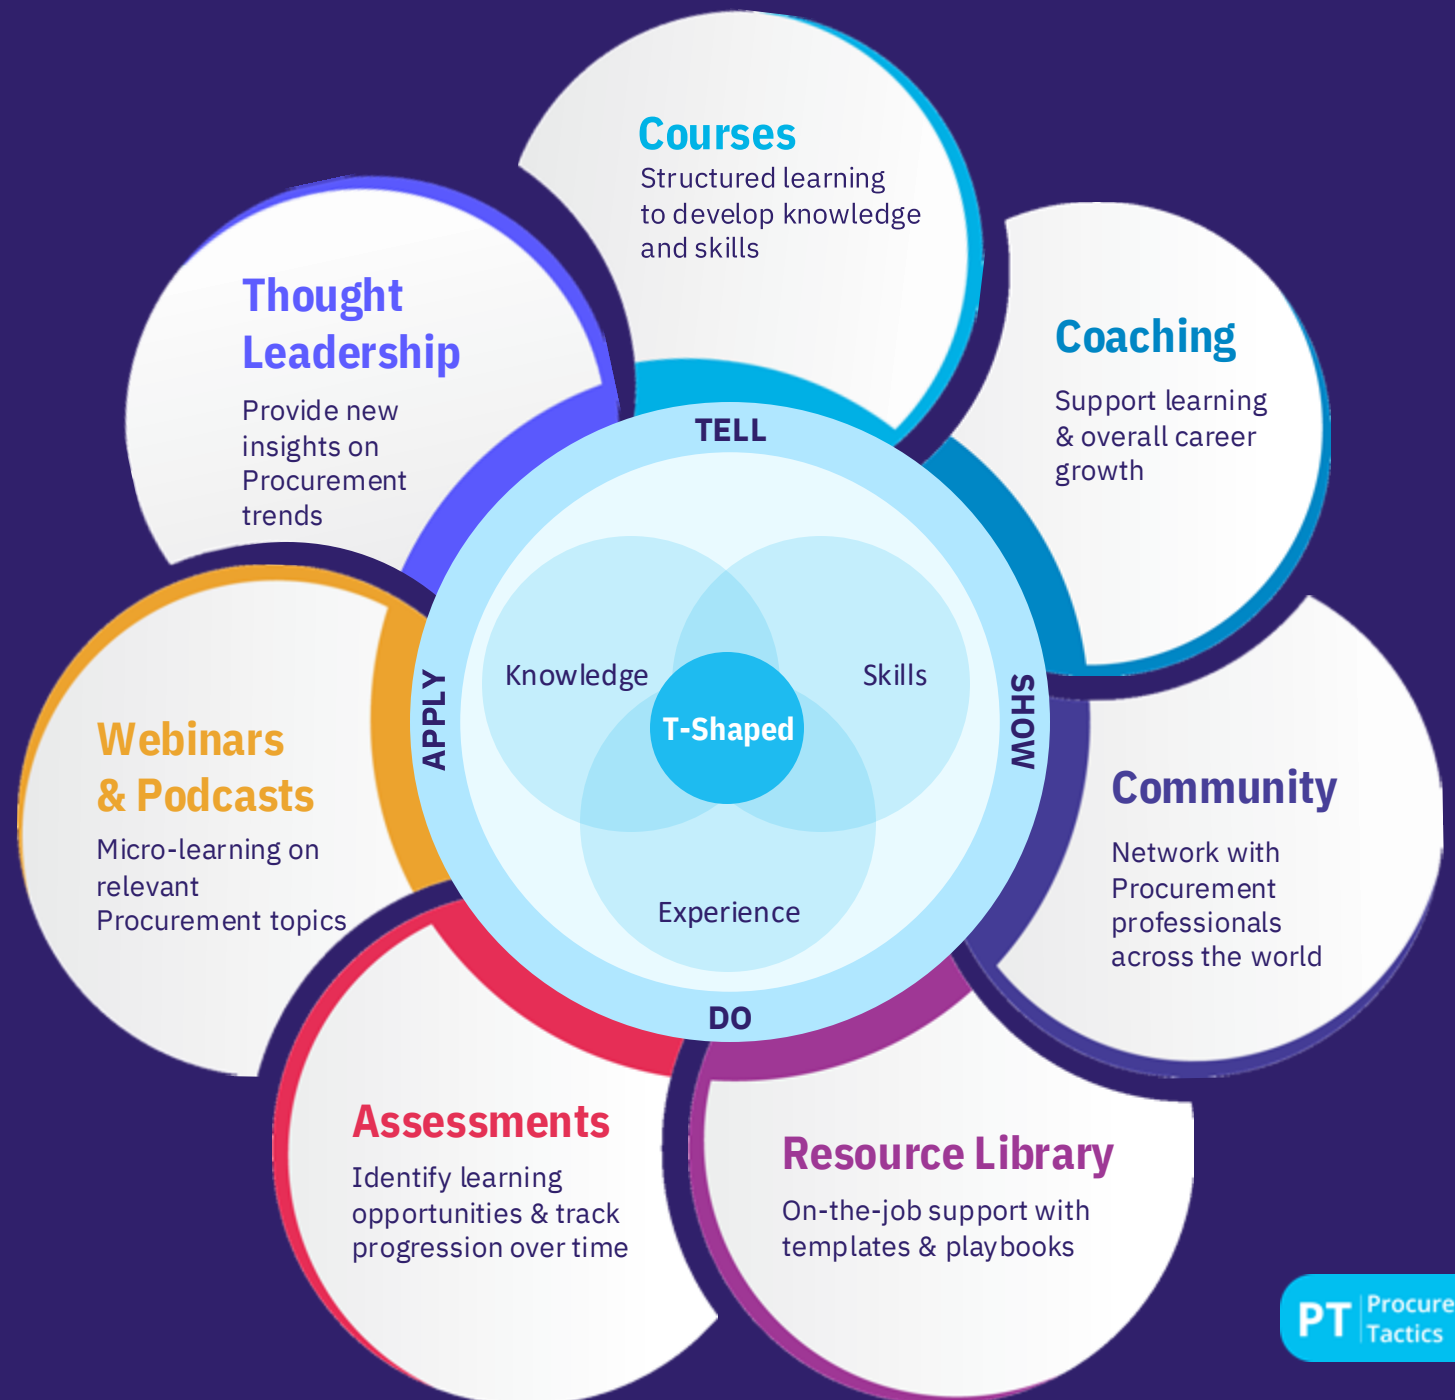 Courses
Structured learning
to develop knowledge
and skills
Coaching
Support learning
& overall career
growth
Community
Network with
Procurement
professionals
across the world
Resource Library
On-the-job support with
templates & playbooks
Assessments
Identify learning
opportunities & track
progression over time
Webinars
& Podcasts
Micro-learning on
relevant
Procurement topics
Thought
Leadership
Provide new
insights on
Procurement
trends
TELL
SHOW
DO
APPLY
Knowledge
Skills
T-Shaped
Experience
PT
Procure
Tactics